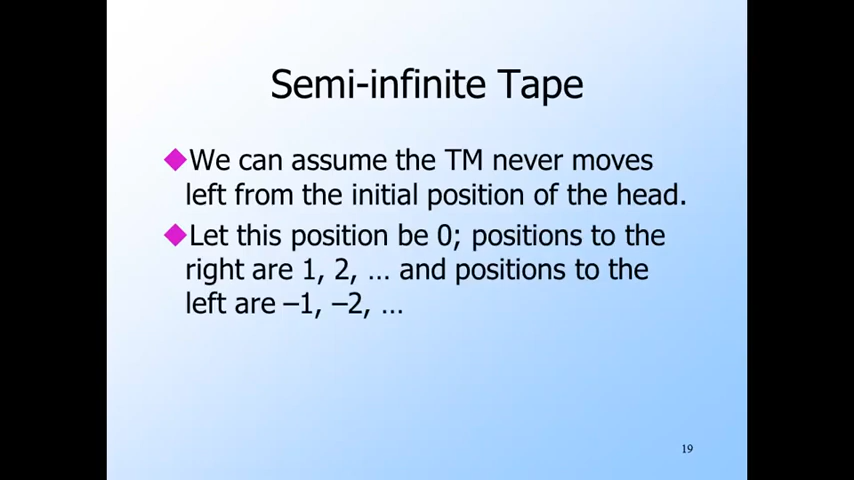 Semi-infinite Tape
We can assume the TM never moves
left from the initial position of the head.
Let this position be 0; positions to the
right are 1, 2, … and positions to the
left are –1, –2, …
19